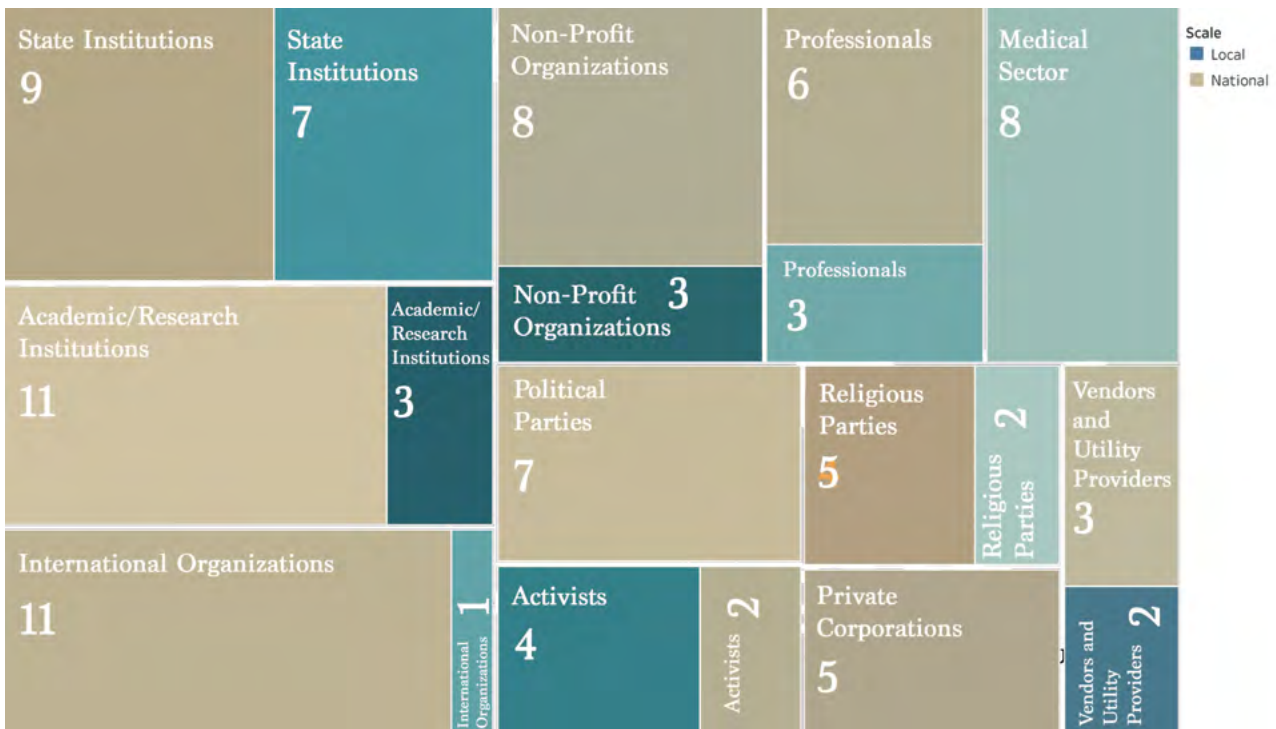 State Institutions
9
State
Institutions
7
Non-Profit
Organizations
8
Professionals
6
Medical
Sector
8
Scale
Local
National
Non-Profit
Organizations
3
Professionals
3
Academic/Research
Institutions
11
Academic/
Research
Institutions
3
Political
Parties
7
Religious
Parties
5
Religious
Parties
2
Vendors
and
Utility
Providers
3
International Organizations
11
International
Organizations
1
Activists
4
Activists
2
Private
Corporations
5
Vendors and
Utility
Providers
2